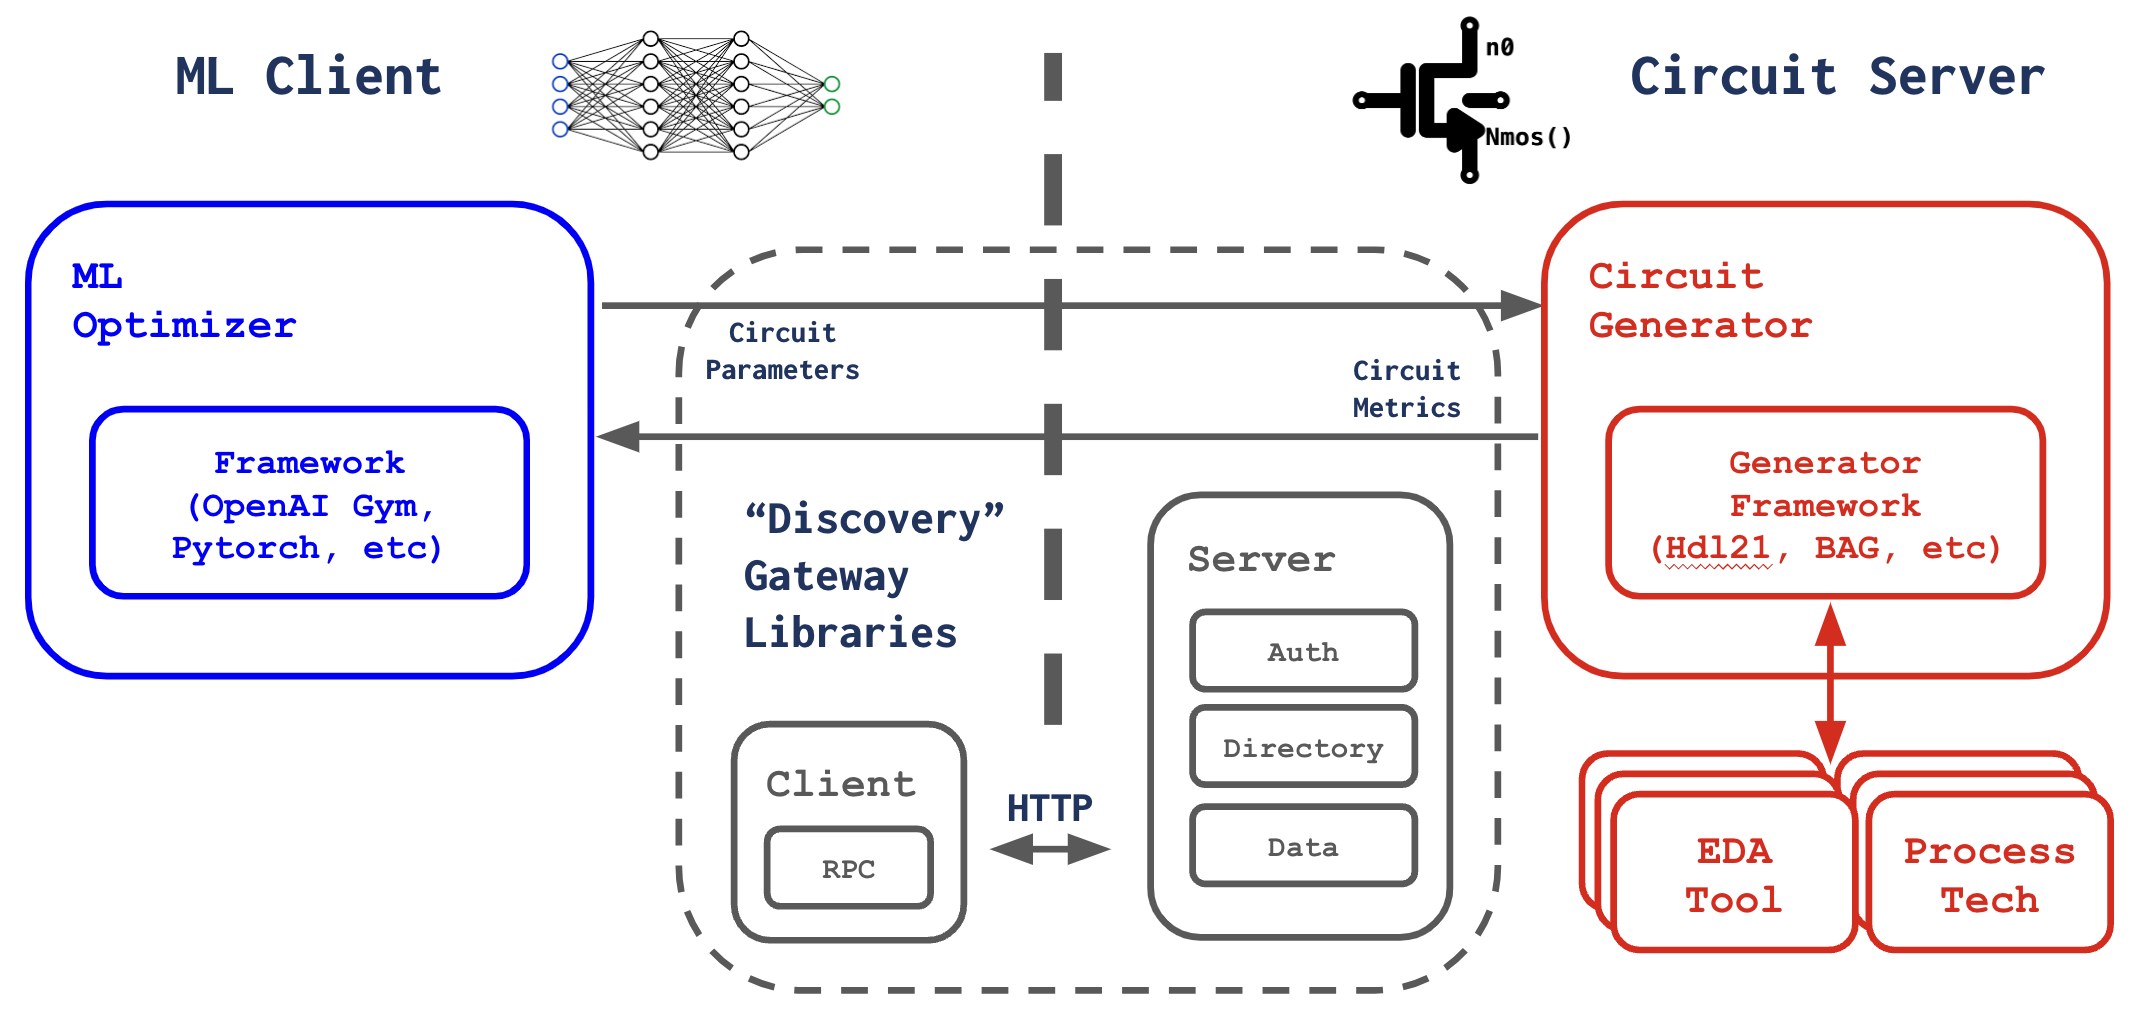 ML Client
n0
Nmos()
Circuit Server
ML
Optimizer
Framework
(OpenAI Gym,
Pytorch, etc)
Circuit
Parameters
Circuit
Metrics
“Discovery”
Gateway
Libraries
Client
RPC
HTTP
Server
Auth
Directory
Data
Circuit
Generator
Generator
Framework
(Hdl21, BAG, etc)
EDA
Tool
Process
Tech